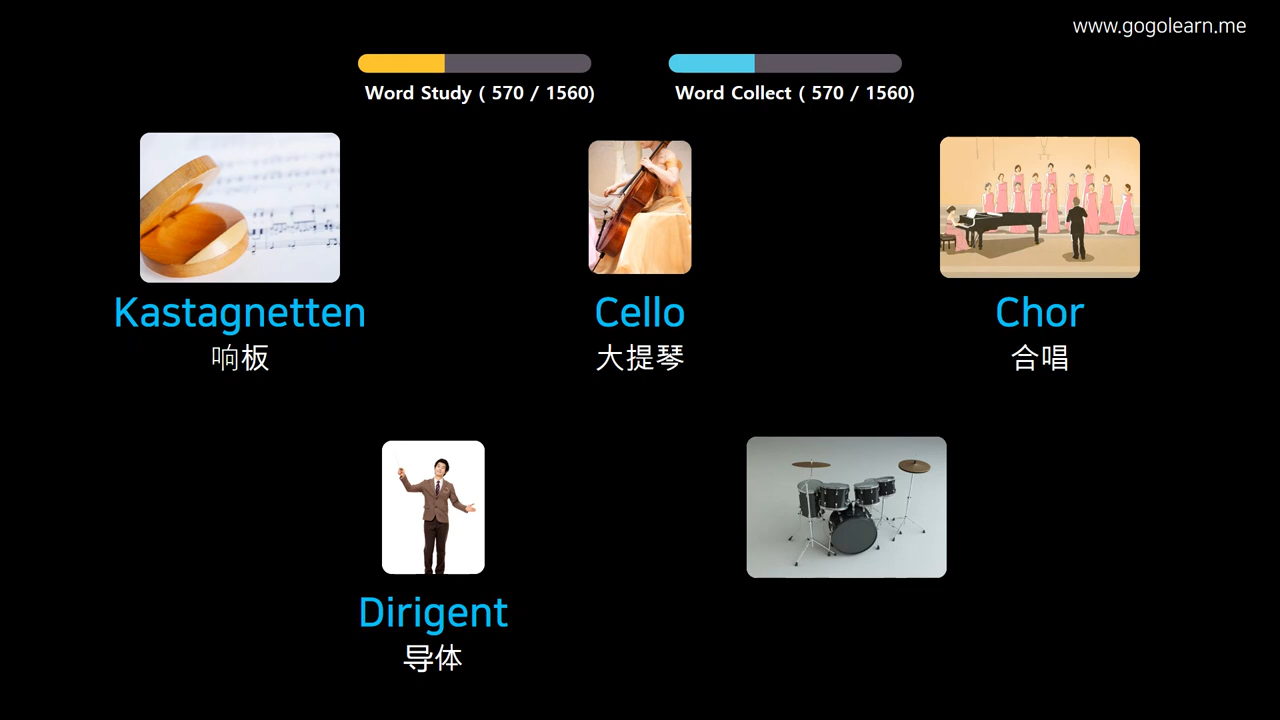 www.gogolearn.me
Word Study ( 570 / 1560)
Word Collect ( 570 / 1560)
Kastagnetten
响板
Cello
大提琴
Chor
合唱
Dirigent
导体